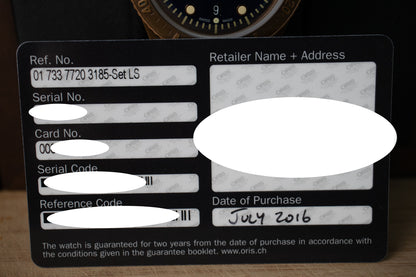 Ref. No.
01 733 7720 3185-Set LS
Serial No.
Card No.
Serial Code
Reference Code
Retailer Name + Address
Date of Purchase
JULY 2016
The watch is guaranteed for two years from the date of purchase in accordance with
the conditions given in the guarantee booklet. www.oris.ch